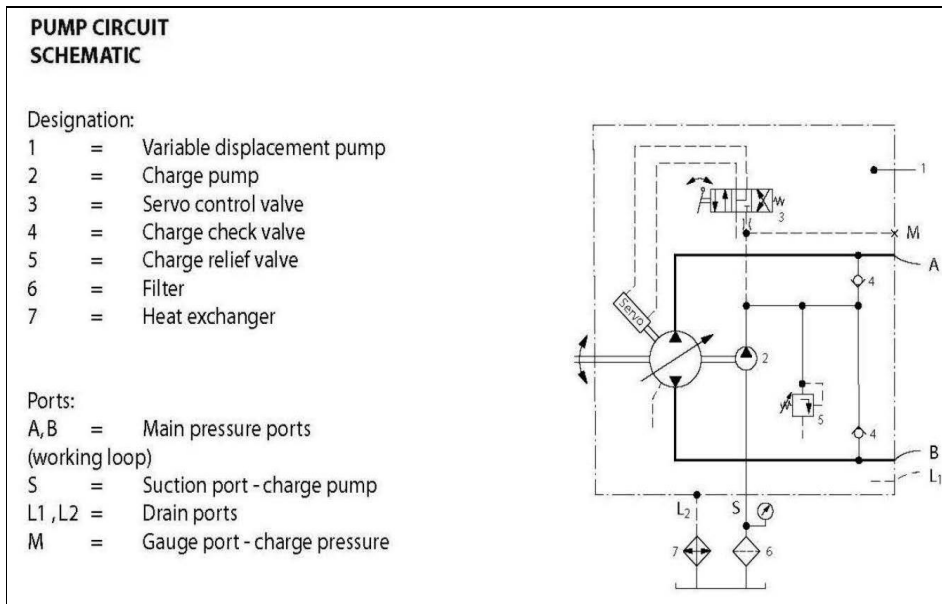 PUMP CIRCUIT
SCHEMATIC
Designation:
1 = Variable displacement pump
2 = Charge pump
3 = Servo control valve
4 = Charge check valve
5 = Charge relief valve
6 = Filter
7 = Heat exchanger
Ports:
A,B = Main pressure ports
(working loop)
S = Suction port - charge pump
L1 , L2 = Drain ports
M = Gauge port - charge pressure
1
3
M
A
4
Servo
2
5
4
B
L1
L2
S
7
6